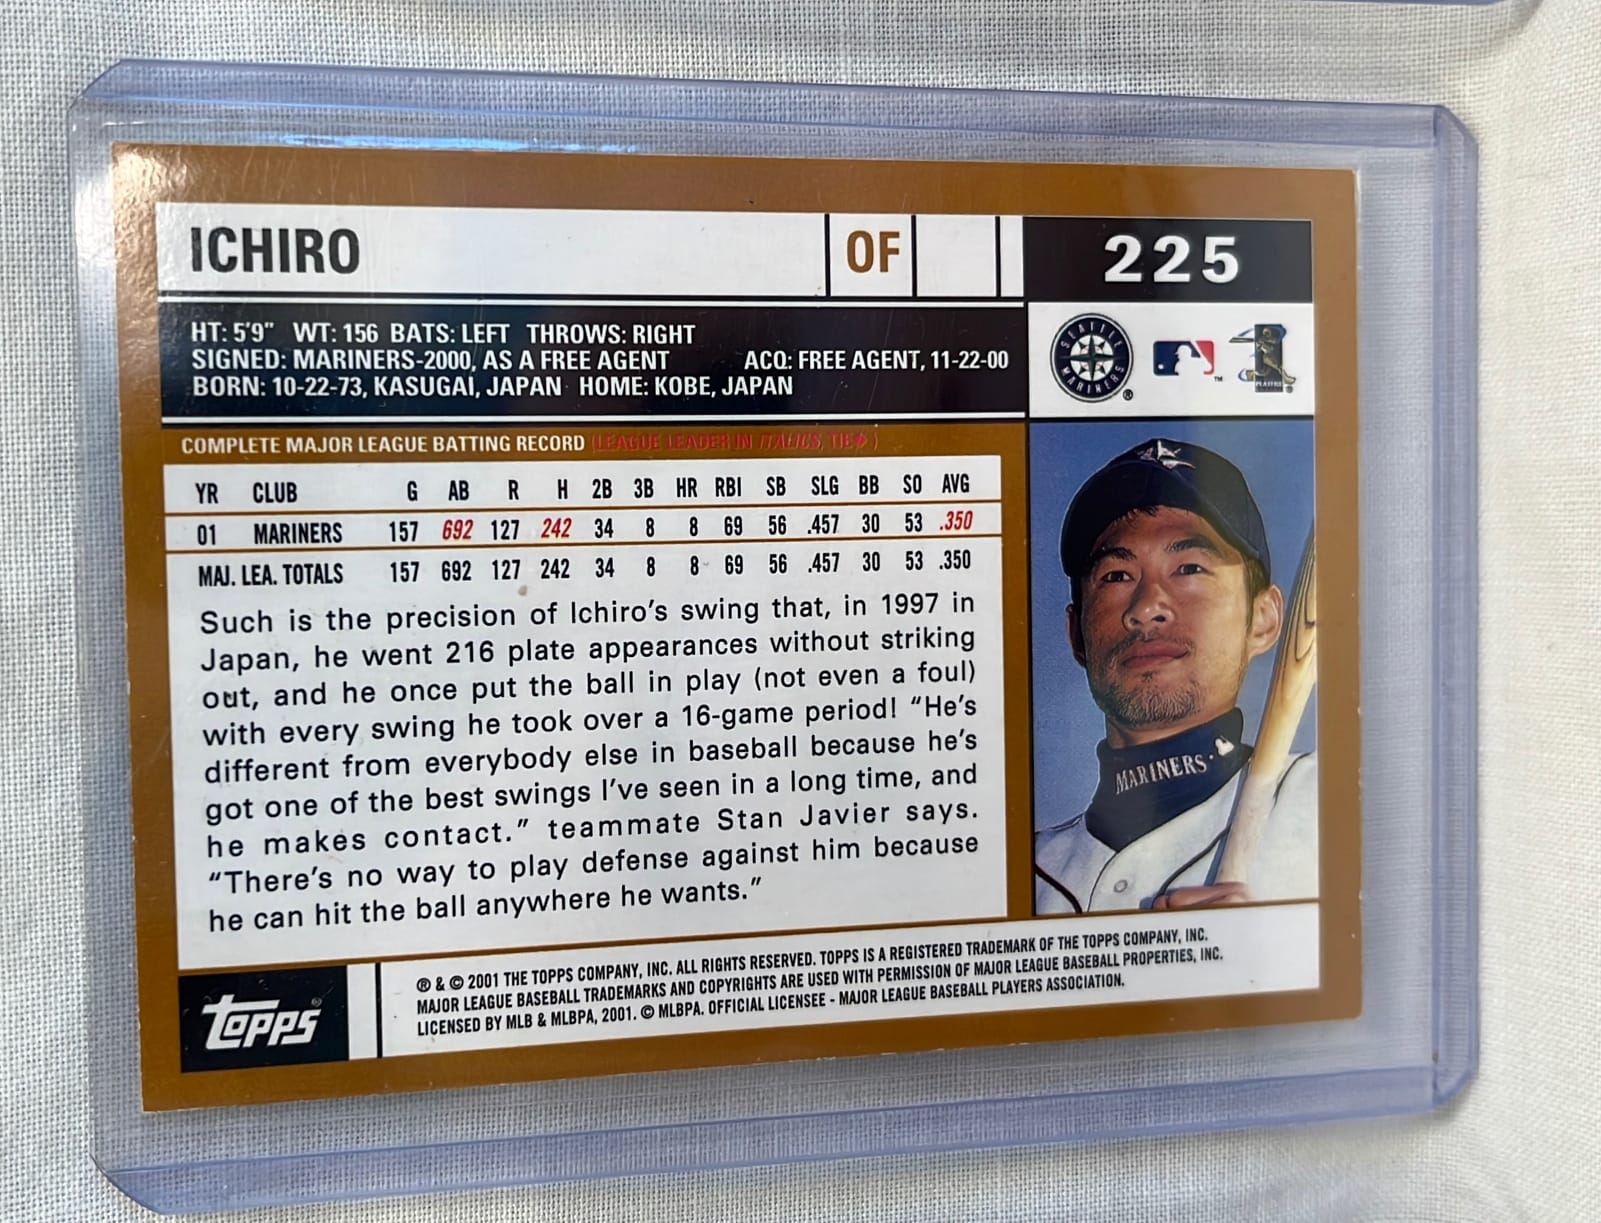 ICHIRO OF 225
HT: 5'9" WT: 156 BATS: LEFT THROWS: RIGHT
SIGNED: MARINERS-2000, AS A FREE AGENT ACQ: FREE AGENT, 11-22-00
BORN: 10-22-73, KASUGAI, JAPAN HOME: KOBE, JAPAN
SEATTLE MARINERS ®
™
PLAYERS ®
COMPLETE MAJOR LEAGUE BATTING RECORD (LEAGUE LEADER IN ITALICS, TIE♦)
YR CLUB G AB R H 2B 3B HR RBI SB SLG BB SO AVG
01 MARINERS 157 692 127 242 34 8 8 69 56 .457 30 53 .350
MAJ. LEA. TOTALS 157 692 127 242 34 8 8 69 56 .457 30 53 .350
Such is the precision of Ichiro's swing that, in 1997 in
Japan, he went 216 plate appearances without striking
out, and he once put the ball in play (not even a foul)
with every swing he took over a 16-game period! “He's
different from everybody else in baseball because he's
got one of the best swings I've seen in a long time, and
he makes contact.” teammate Stan Javier says.
“There's no way to play defense against him because
he can hit the ball anywhere he wants.”
MARINERS
topps ®
® & © 2001 THE TOPPS COMPANY, INC. ALL RIGHTS RESERVED. TOPPS IS A REGISTERED TRADEMARK OF THE TOPPS COMPANY, INC.
MAJOR LEAGUE BASEBALL TRADEMARKS AND COPYRIGHTS ARE USED WITH PERMISSION OF MAJOR LEAGUE BASEBALL PROPERTIES, INC.
LICENSED BY MLB & MLBPA, 2001. © MLBPA. OFFICIAL LICENSEE - MAJOR LEAGUE BASEBALL PLAYERS ASSOCIATION.